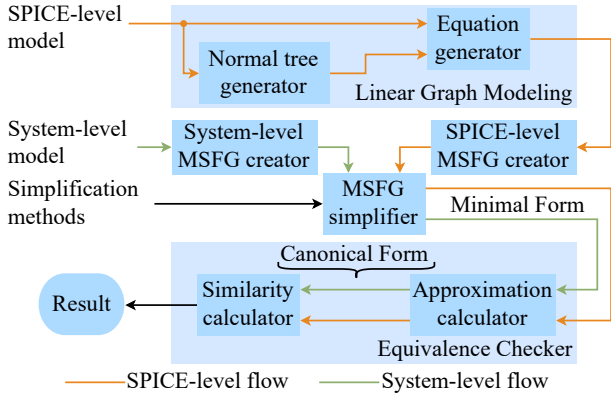 SPICE-level
model
Equation
generator
Normal tree
generator
Linear Graph Modeling
System-level
model
System-level
MSFG creator
SPICE-level
MSFG creator
Simplification
methods
MSFG
simplifier
Minimal Form
Canonical Form
Result
Similarity
calculator
Approximation
calculator
Equivalence Checker
SPICE-level flow
System-level flow